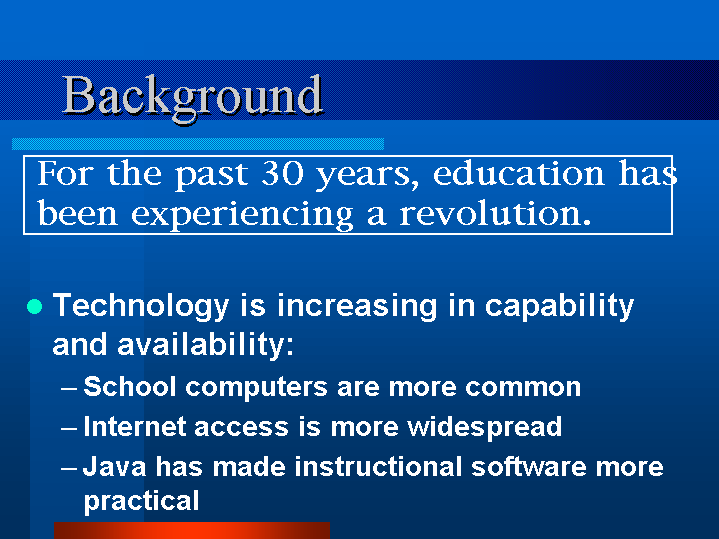 Background
For the past 30 years, education has
been experiencing a revolution.
Technology is increasing in capability
and availability:
– School computers are more common
– Internet access is more widespread
– Java has made instructional software more
practical